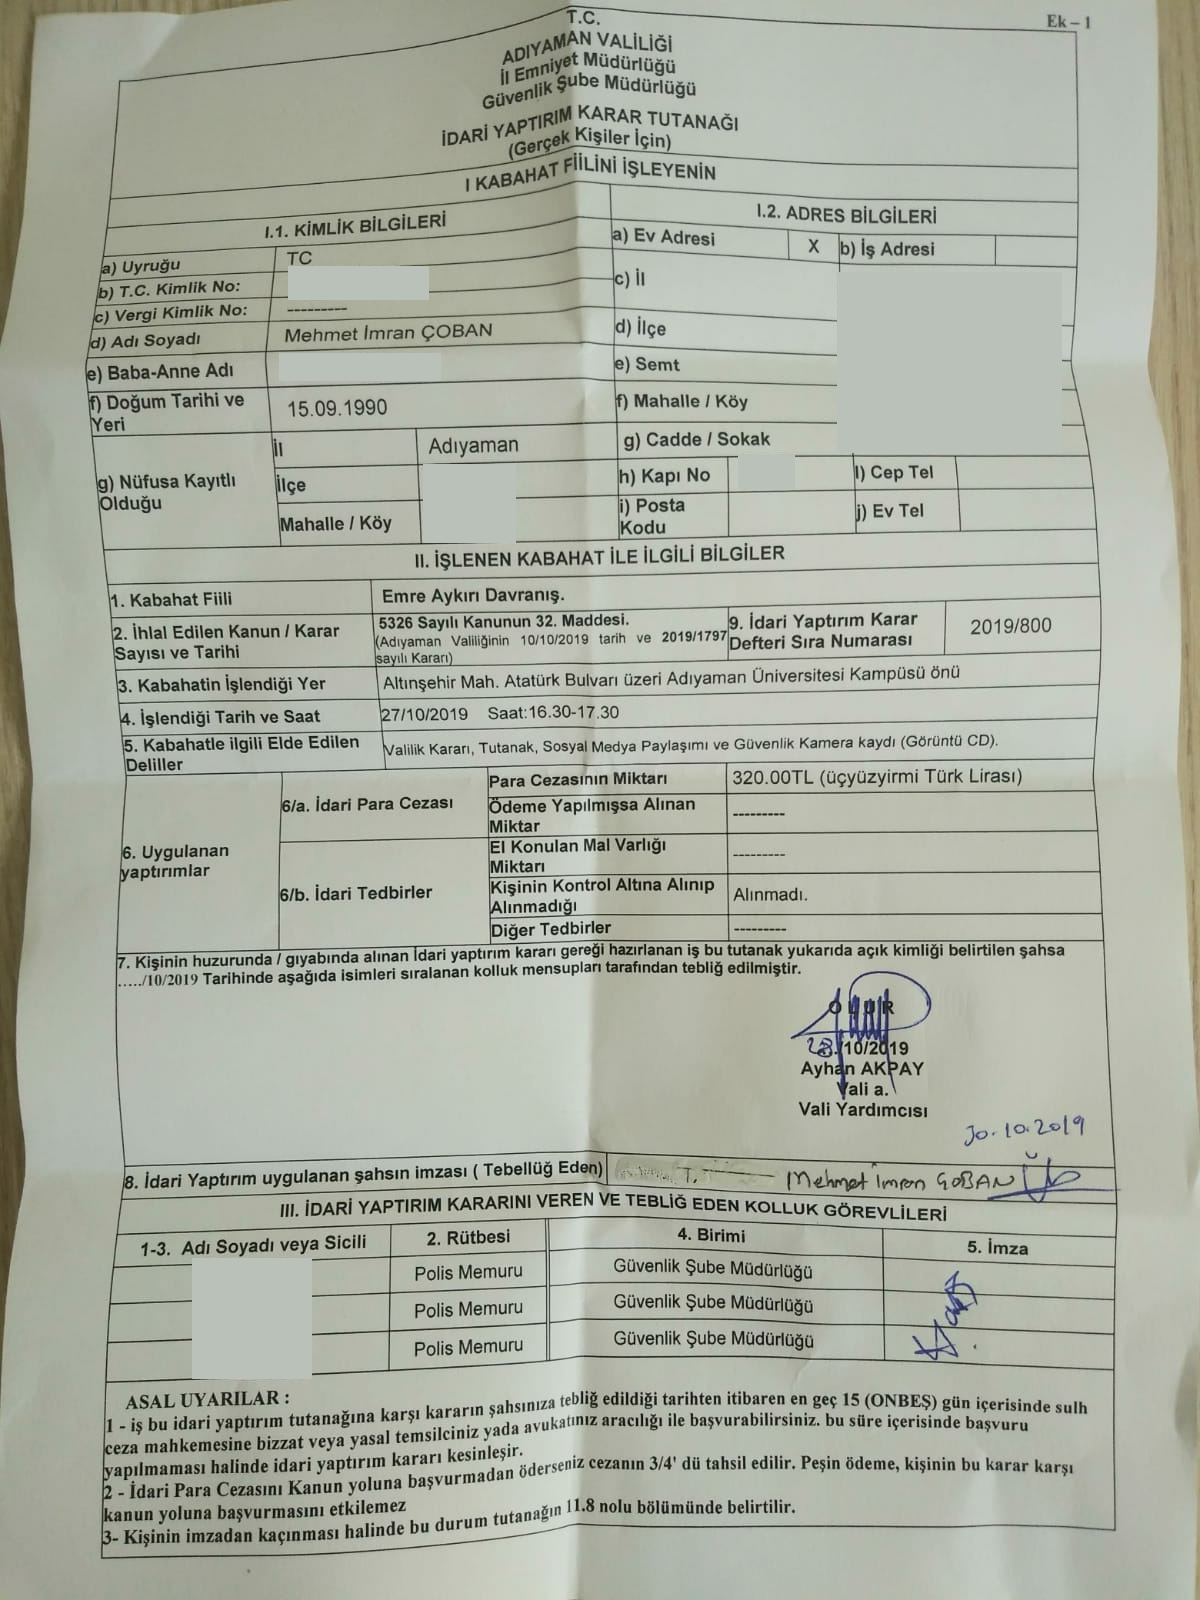 Ek – 1
T.C.
ADIYAMAN VALİLİĞİ
İl Emniyet Müdürlüğü
Güvenlik Şube Müdürlüğü
İDARİ YAPTIRIM KARAR TUTANAĞI
(Gerçek Kişiler İçin)
I KABAHAT FİİLİNİ İŞLEYENİN
I.1. KİMLİK BİLGİLERİ
a) Uyruğu TC
b) T.C. Kimlik No:
c) Vergi Kimlik No: ---------
d) Adı Soyadı Mehmet İmran ÇOBAN
e) Baba-Anne Adı
f) Doğum Tarihi ve
Yeri
15.09.1990
g) Nüfusa Kayıtlı
Olduğu
İl Adıyaman
İlçe
Mahalle / Köy
I.2. ADRES BİLGİLERİ
a) Ev Adresi X b) İş Adresi
c) İl
d) İlçe
e) Semt
f) Mahalle / Köy
g) Cadde / Sokak
h) Kapı No I) Cep Tel
i) Posta
Kodu
j) Ev Tel
II. İŞLENEN KABAHAT İLE İLGİLİ BİLGİLER
1. Kabahat Fiili Emre Aykırı Davranış.
2. İhlal Edilen Kanun / Karar
Sayısı ve Tarihi
5326 Sayılı Kanunun 32. Maddesi.
(Adıyaman Valiliğinin 10/10/2019 tarih ve 2019/1797
sayılı Kararı)
9. İdari Yaptırım Karar
Defteri Sıra Numarası
2019/800
3. Kabahatin İşlendiği Yer Altınşehir Mah. Atatürk Bulvarı üzeri Adıyaman Üniversitesi Kampüsü önü
4. İşlendiği Tarih ve Saat 27/10/2019 Saat:16.30-17.30
5. Kabahatle ilgili Elde Edilen
Deliller
Valilik Kararı, Tutanak, Sosyal Medya Paylaşımı ve Güvenlik Kamera kaydı (Görüntü CD).
6. Uygulanan
yaptırımlar
6/a. İdari Para Cezası
Para Cezasının Miktarı 320.00TL (üçyüzyirmi Türk Lirası)
Ödeme Yapılmışsa Alınan
Miktar
---------
6/b. İdari Tedbirler
El Konulan Mal Varlığı
Miktarı
---------
Kişinin Kontrol Altına Alınıp
Alınmadığı
Alınmadı.
Diğer Tedbirler ---------
7. Kişinin huzurunda / gıyabında alınan İdari yaptırım kararı gereği hazırlanan iş bu tutanak yukarıda açık kimliği belirtilen şahsa
...../10/2019 Tarihinde aşağıda isimleri sıralanan kolluk mensupları tarafından tebliğ edilmiştir.
O L U R
28/10/2019
Ayhan AKPAY
Vali a.
Vali Yardımcısı
30.10.2019
8. İdari Yaptırım uygulanan şahsın imzası ( Tebellüğ Eden) T. Mehmet İmran ÇOBAN
III. İDARİ YAPTIRIM KARARINI VEREN VE TEBLİĞ EDEN KOLLUK GÖREVLİLERİ
1-3. Adı Soyadı veya Sicili 2. Rütbesi 4. Birimi 5. İmza
Polis Memuru Güvenlik Şube Müdürlüğü
Polis Memuru Güvenlik Şube Müdürlüğü
Polis Memuru Güvenlik Şube Müdürlüğü
ASAL UYARILAR :
1 - iş bu idari yaptırım tutanağına karşı kararın şahsınıza tebliğ edildiği tarihten itibaren en geç 15 (ONBEŞ) gün içerisinde sulh
ceza mahkemesine bizzat veya yasal temsilciniz yada avukatınız aracılığı ile başvurabilirsiniz. bu süre içerisinde başvuru
yapılmaması halinde idari yaptırım kararı kesinleşir.
2 - İdari Para Cezasını Kanun yoluna başvurmadan öderseniz cezanın 3/4' dü tahsil edilir. Peşin ödeme, kişinin bu karar karşı
kanun yoluna başvurmasını etkilemez
3- Kişinin imzadan kaçınması halinde bu durum tutanağın 11.8 nolu bölümünde belirtilir.